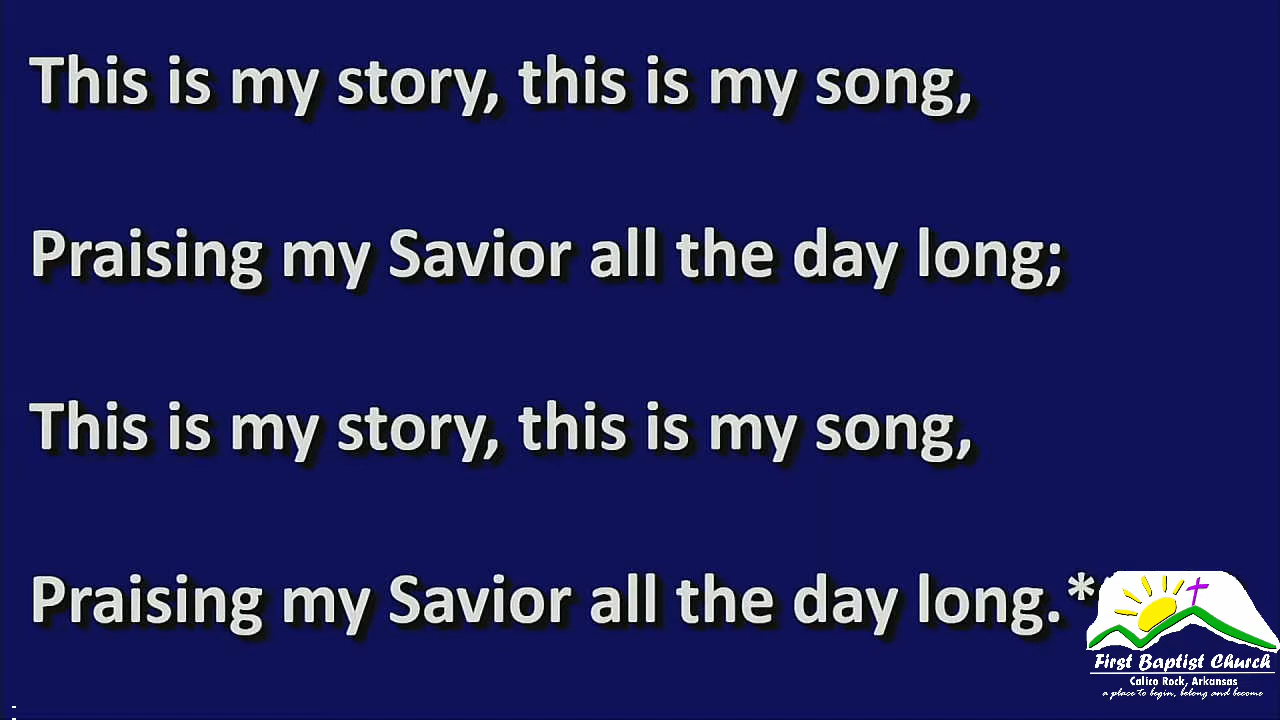 This is my story, this is my song,
Praising my Savior all the day long;
This is my story, this is my song,
Praising my Savior all the day long.*
First Baptist Church
Calico Rock, Arkansas
a place to begin, belong and become